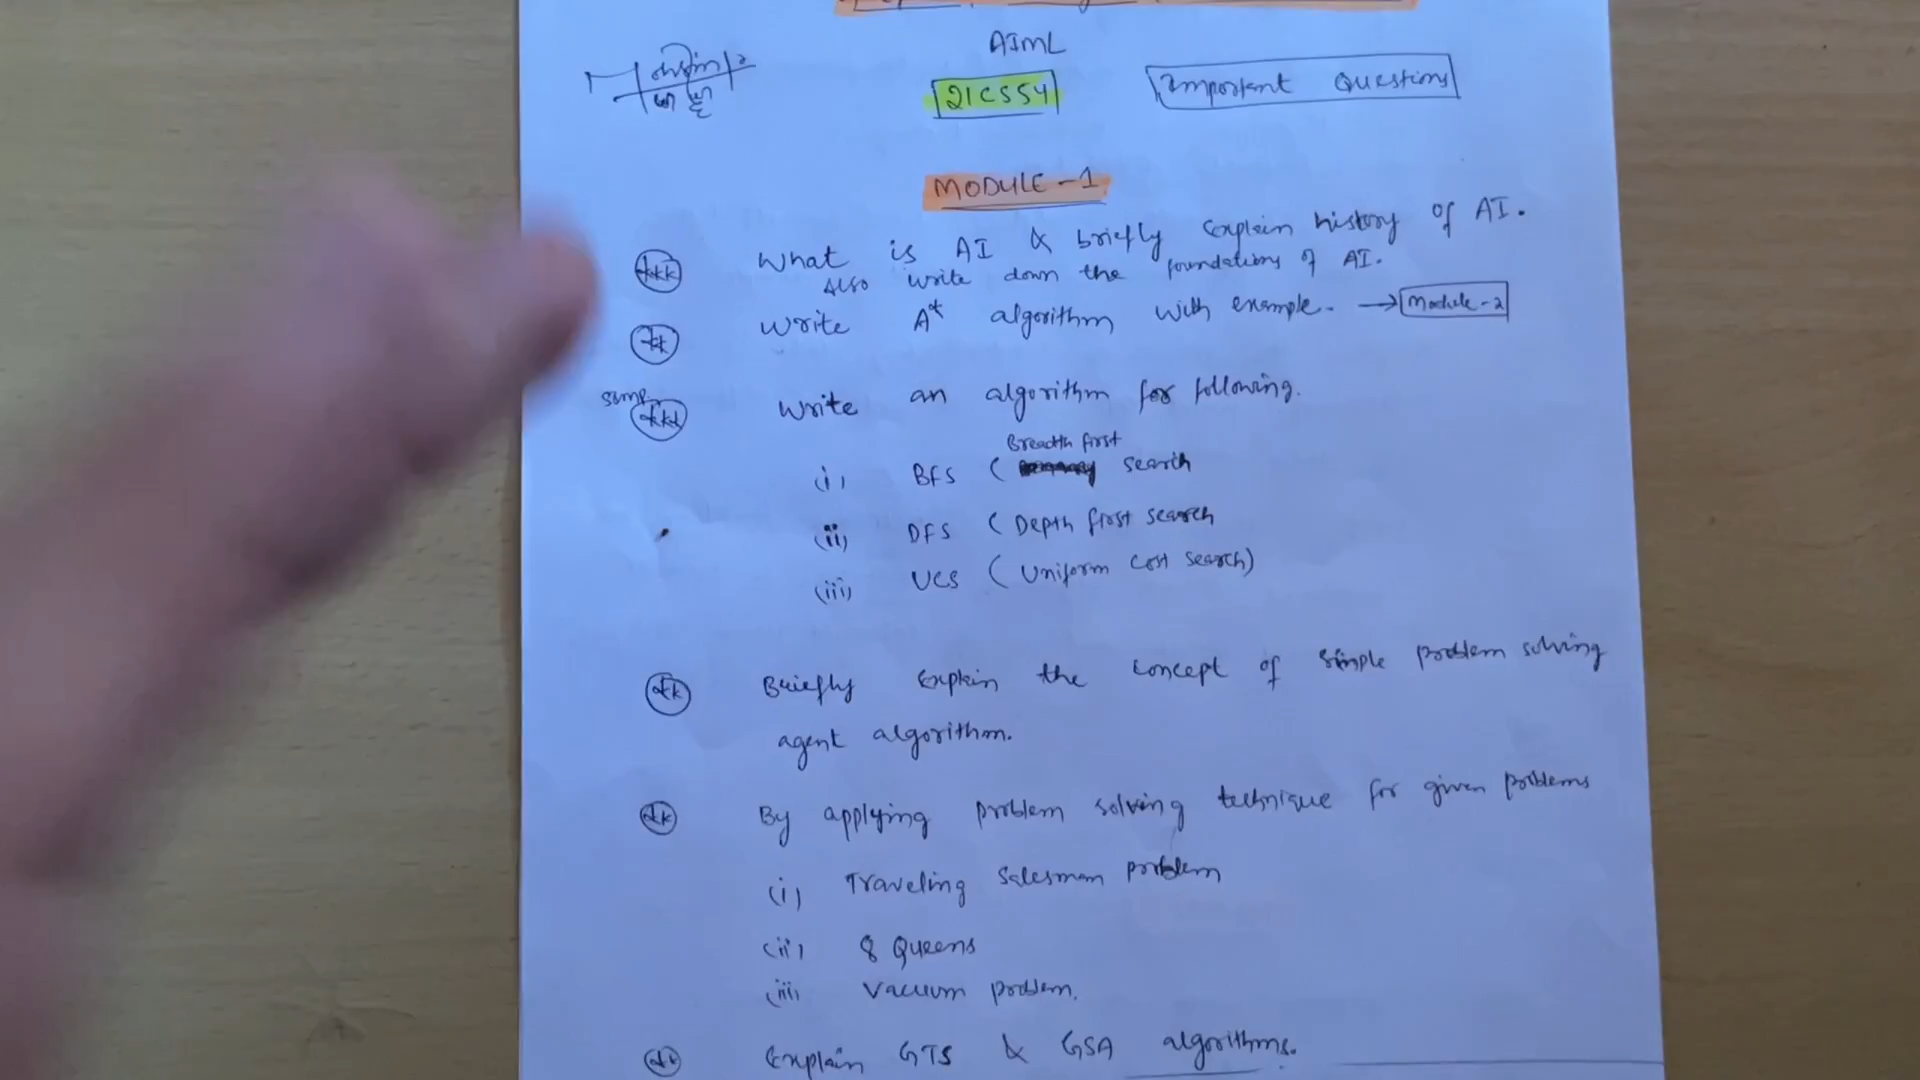 AIML
21CS54
Important Questions
MODULE-1
*** What is AI & briefly explain history of AI.
Also write down the foundations of AI.
** Write A* algorithm with example. → Module-2
*** Write an algorithm for following.
Breadth first
(i) BFS ( search
(ii) DFS ( Depth first search
(iii) UCS ( Uniform cost search)
** Briefly explain the concept of simple problem solving
agent algorithm.
** By applying problem solving technique for given problems
(i) Traveling salesman problem
(ii) 8 Queens
(iii) Vacuum problem.
** Explain GTS & GSA algorithms.